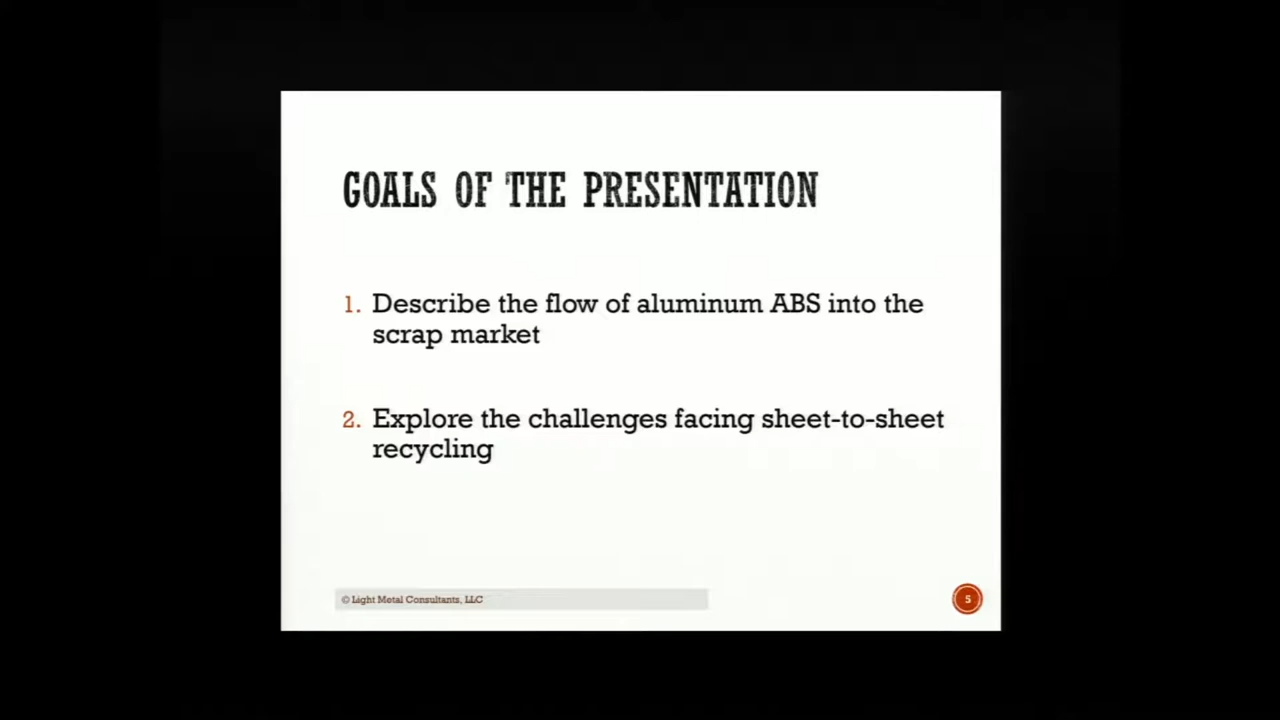 GOALS OF THE PRESENTATION
1. Describe the flow of aluminum ABS into the
scrap market
2. Explore the challenges facing sheet-to-sheet
recycling
© Light Metal Consultants, LLC
5